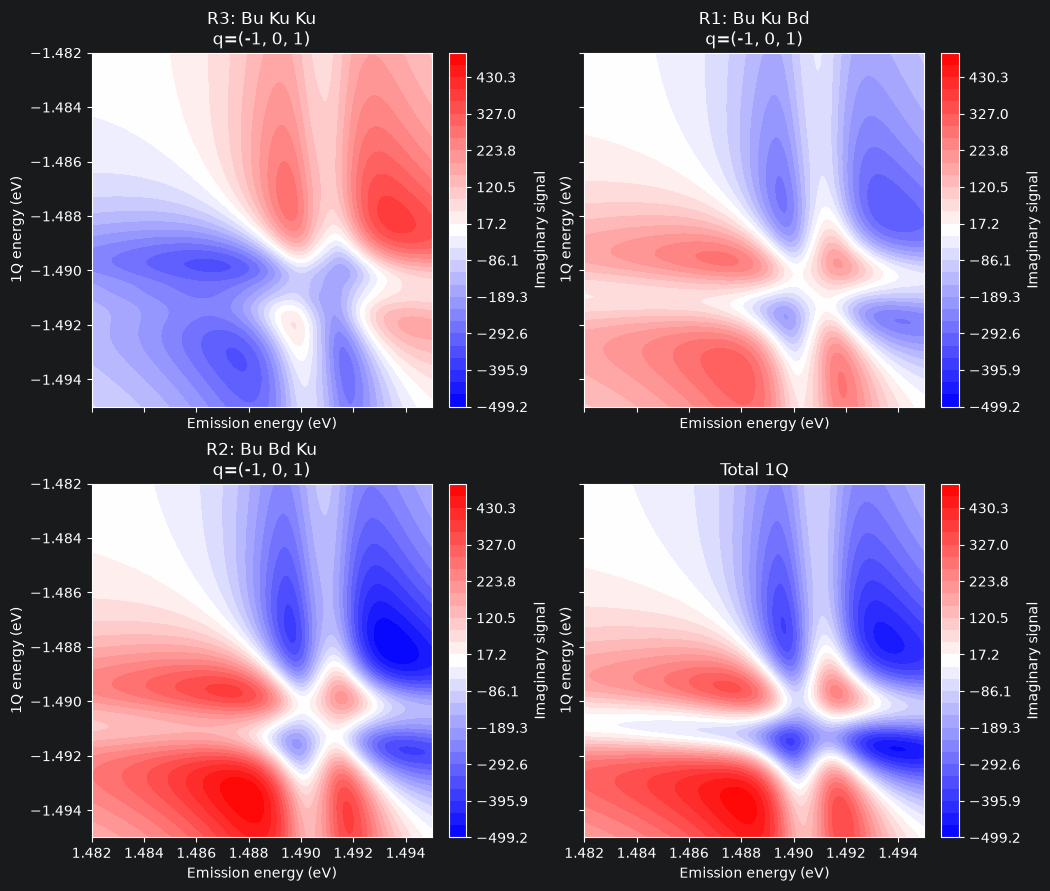 R3: Bu Ku Ku
q=(-1, 0, 1)
R1: Bu Ku Bd
q=(-1, 0, 1)
−1.482
−1.484
−1.486
−1.488
−1.490
−1.492
−1.494
1Q energy (eV)
Emission energy (eV)
430.3
327.0
223.8
120.5
17.2
−86.1
−189.3
−292.6
−395.9
−499.2
Imaginary signal
1Q energy (eV)
Emission energy (eV)
430.3
327.0
223.8
120.5
17.2
−86.1
−189.3
−292.6
−395.9
−499.2
Imaginary signal
R2: Bu Bd Ku
q=(-1, 0, 1)
Total 1Q
−1.482
−1.484
−1.486
−1.488
−1.490
−1.492
−1.494
1Q energy (eV)
1.482 1.484 1.486 1.488 1.490 1.492 1.494
Emission energy (eV)
430.3
327.0
223.8
120.5
17.2
−86.1
−189.3
−292.6
−395.9
−499.2
Imaginary signal
1Q energy (eV)
1.482 1.484 1.486 1.488 1.490 1.492 1.494
Emission energy (eV)
430.3
327.0
223.8
120.5
17.2
−86.1
−189.3
−292.6
−395.9
−499.2
Imaginary signal